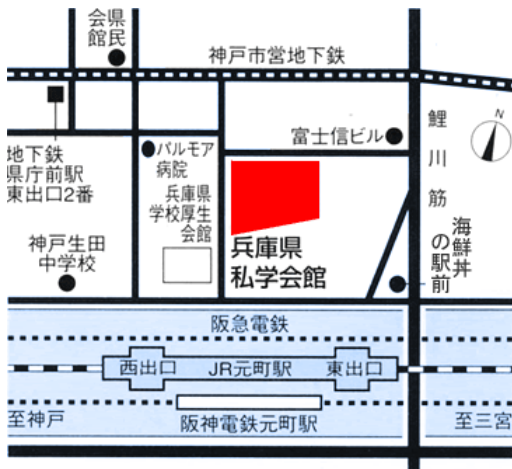 県民
会館
神戸市営地下鉄
N
鯉川筋
富士信ビル
パルモア
病院
地下鉄
県庁前駅
東出口2番
兵庫県
学校厚生
会館
海鮮丼
の駅前
神戸生田
中学校
兵庫県
私学会館
阪急電鉄
西出口
JR元町駅
東出口
至神戸
阪神電鉄元町駅
至三宮